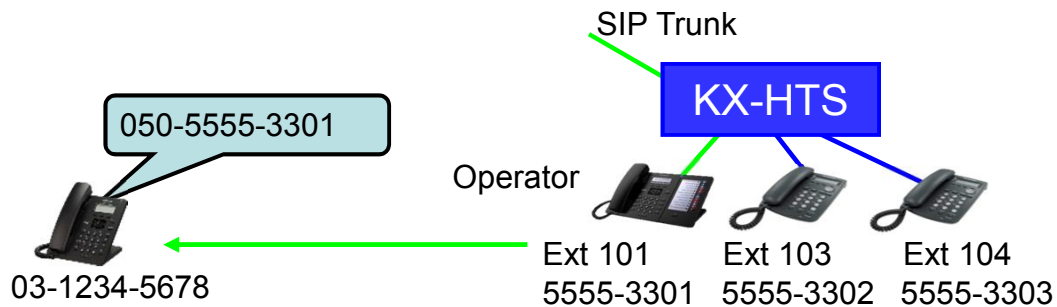 SIP Trunk
KX-HTS
050-5555-3301
Operator
Ext 101
5555-3301
Ext 103
5555-3302
Ext 104
5555-3303
03-1234-5678